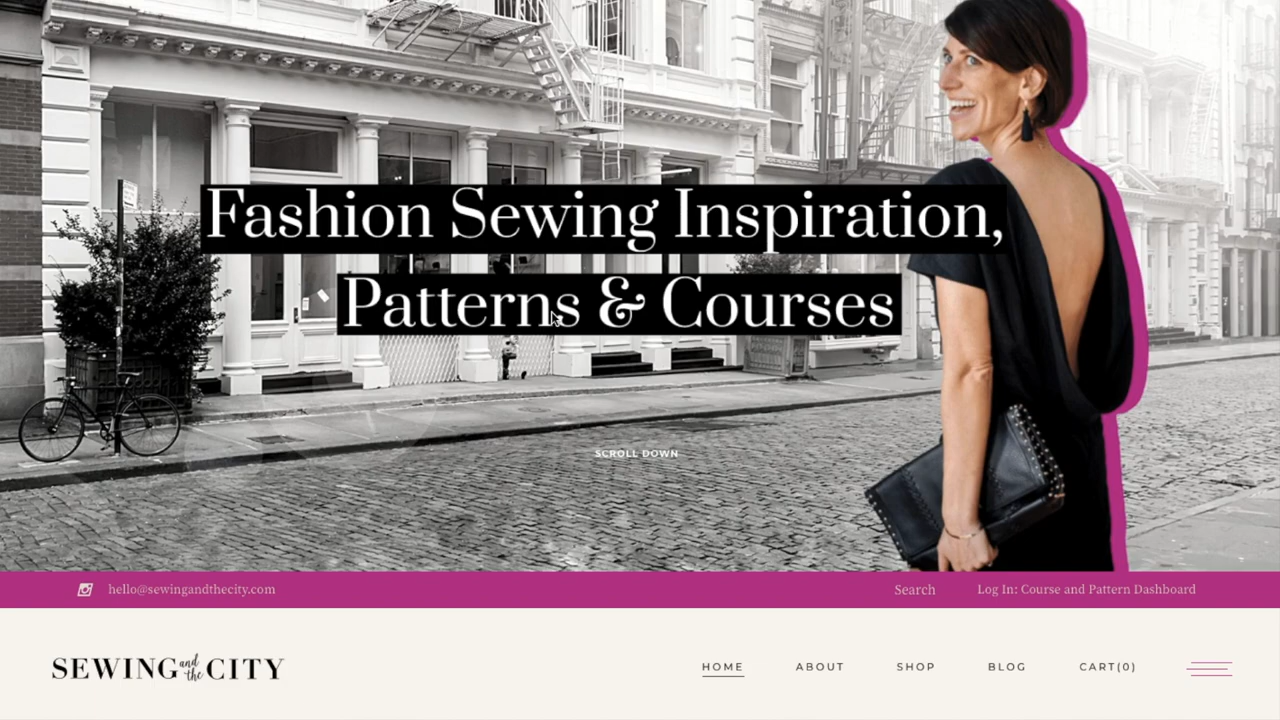 Fashion Sewing Inspiration,
Patterns & Courses
SCROLL DOWN
hello@sewingandthecity.com Search Log In: Course and Pattern Dashboard
SEWING and the CITY HOME ABOUT SHOP BLOG CART(0)